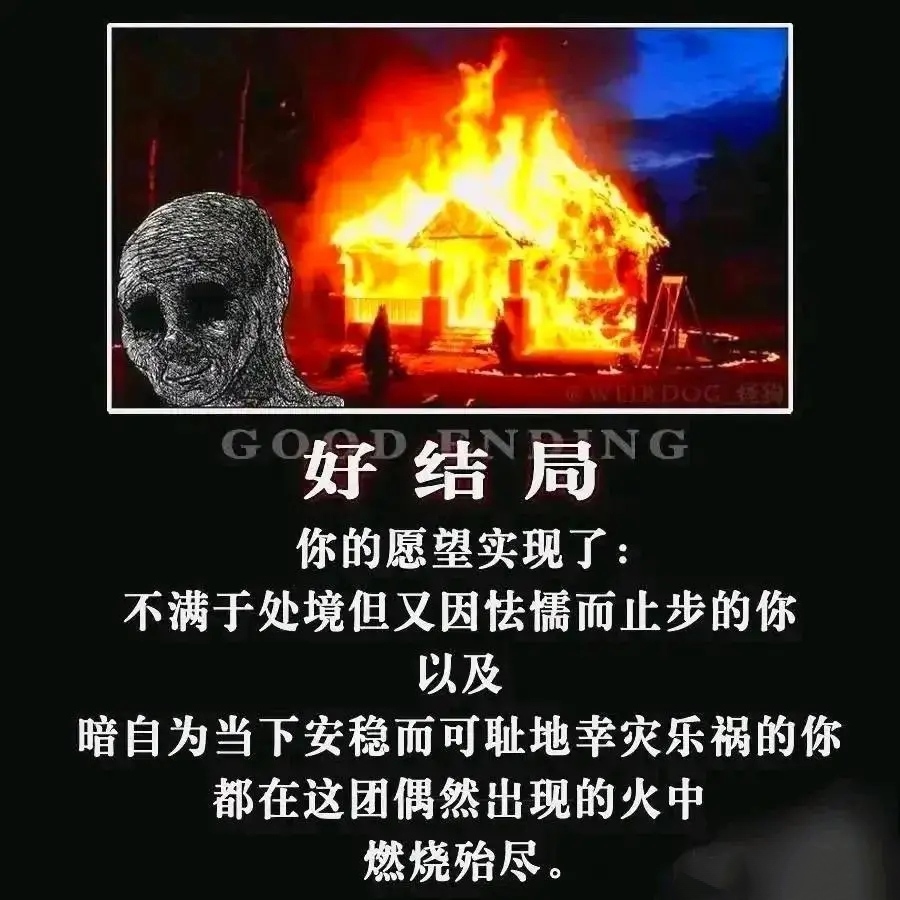 @WEIRDOG_怪狗
GOOD ENDING
好结局
你的愿望实现了：
不满于处境但又因怯懦而止步的你
以及
暗自为当下安稳而可耻地幸灾乐祸的你
都在这团偶然出现的火中
燃烧殆尽。